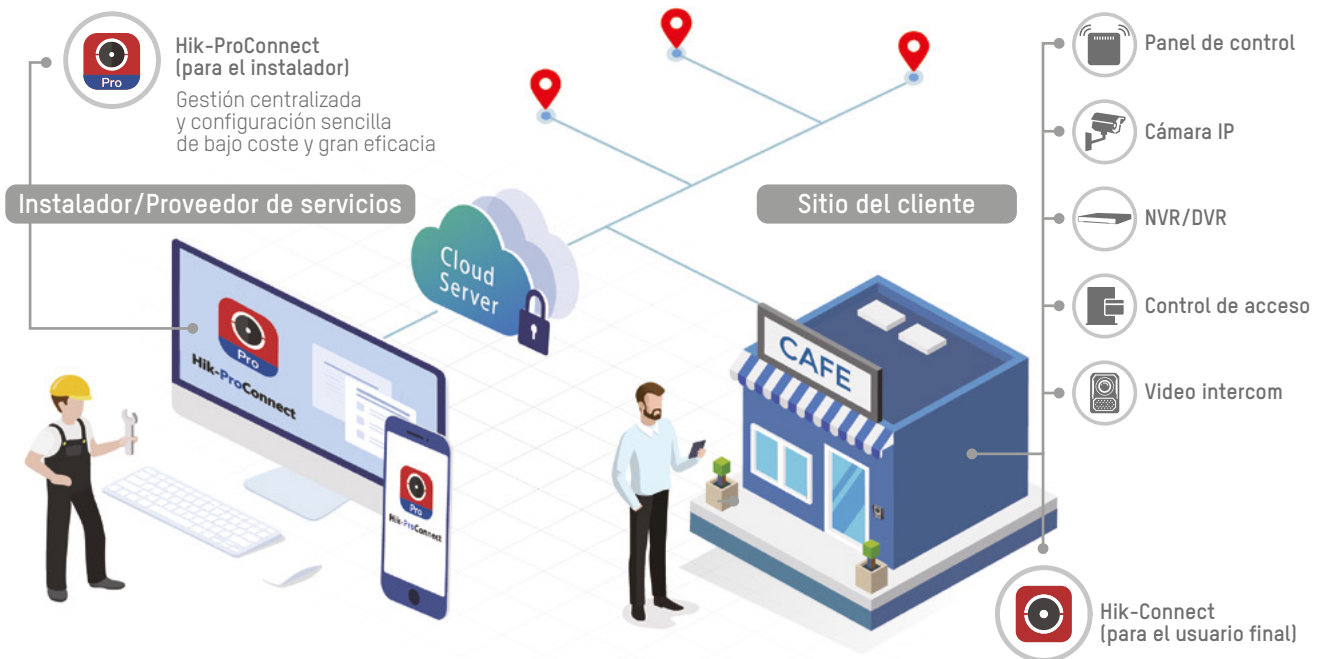 Hik-ProConnect
(para el instalador)
Gestión centralizada
y configuración sencilla
de bajo coste y gran eficacia
Pro
Instalador/Proveedor de servicios
Cloud
Server
Pro
Hik-ProConnect
Pro
Hik-ProConnect
Sitio del cliente
CAFE
Panel de control
Cámara IP
NVR/DVR
Control de acceso
Video intercom
Hik-Connect
(para el usuario final)